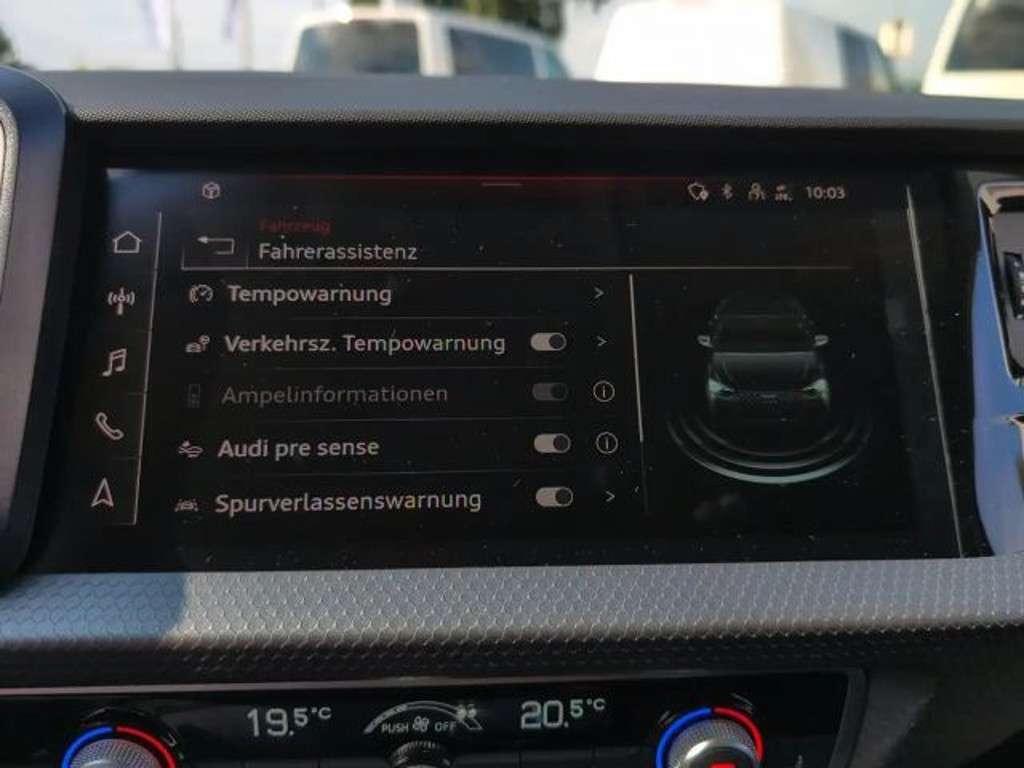 10:03
Fahrzeug
Fahrerassistenz
Tempowarnung
Verkehrsz. Tempowarnung
Ampelinformationen
Audi pre sense
Spurverlassenswarnung
19.5°C
PUSH OFF
20.5°C